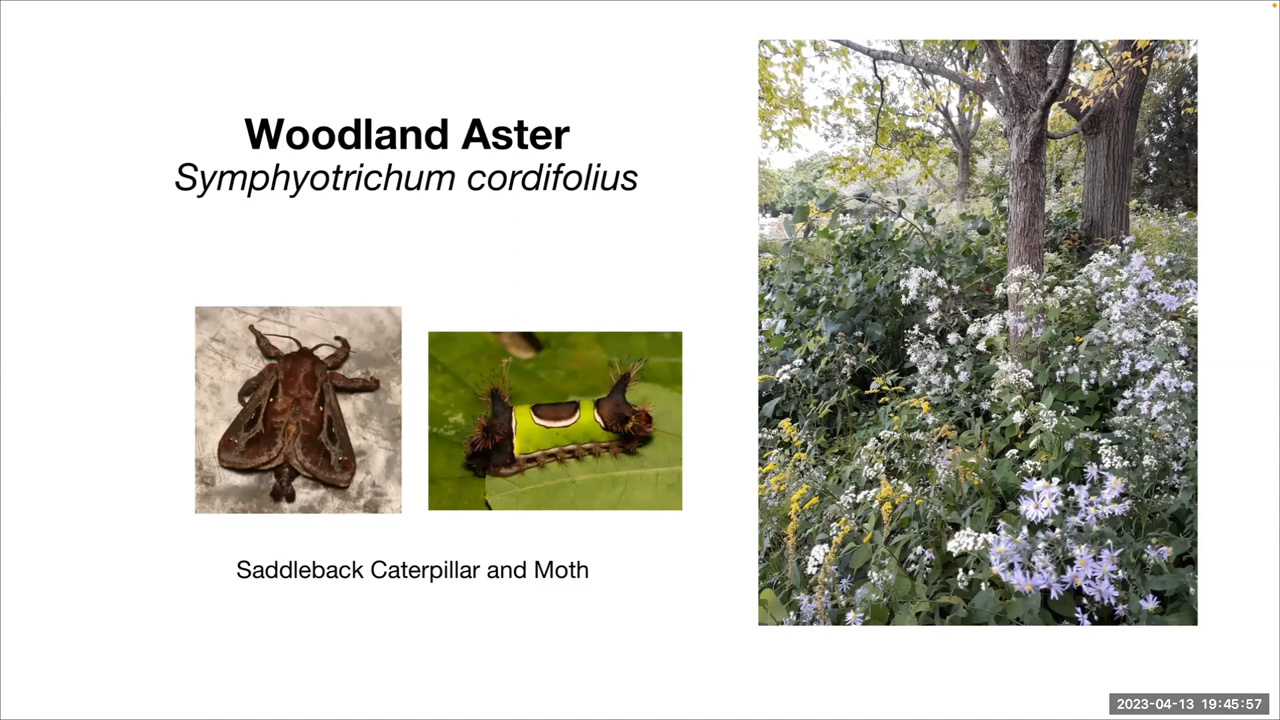 Woodland Aster
Symphyotrichum cordifolius
Saddleback Caterpillar and Moth
2023-04-13 19:45:57